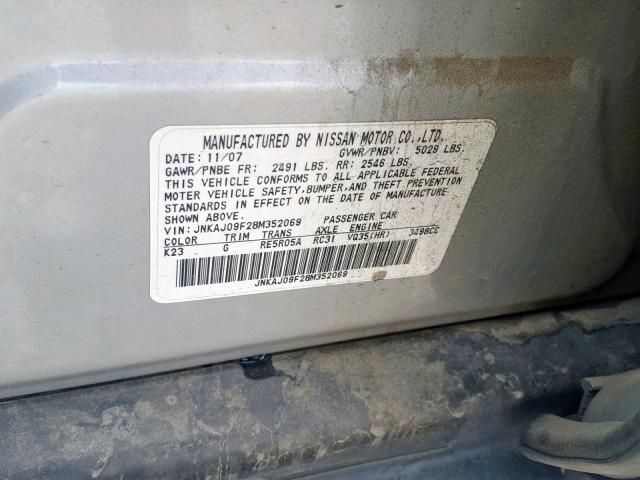 MANUFACTURED BY NISSAN MOTOR CO.,LTD.
DATE: 11/07 GVWR/PNBV: 5029 LBS.
GAWR/PNBE FR: 2491 LBS. RR: 2546 LBS.
THIS VEHICLE CONFORMS TO ALL APPLICABLE FEDERAL
MOTOR VEHICLE SAFETY,BUMPER,AND THEFT PREVENTION
STANDARDS IN EFFECT ON THE DATE OF MANUFACTURE
SHOWN ABOVE.
VIN: JNKAJ09F28M352069 PASSENGER CAR
COLOR TRIM TRANS AXLE ENGINE
K23 G RE5R05A RC31 VQ35(HR) 3498CC
JNKAJ09F28M352069